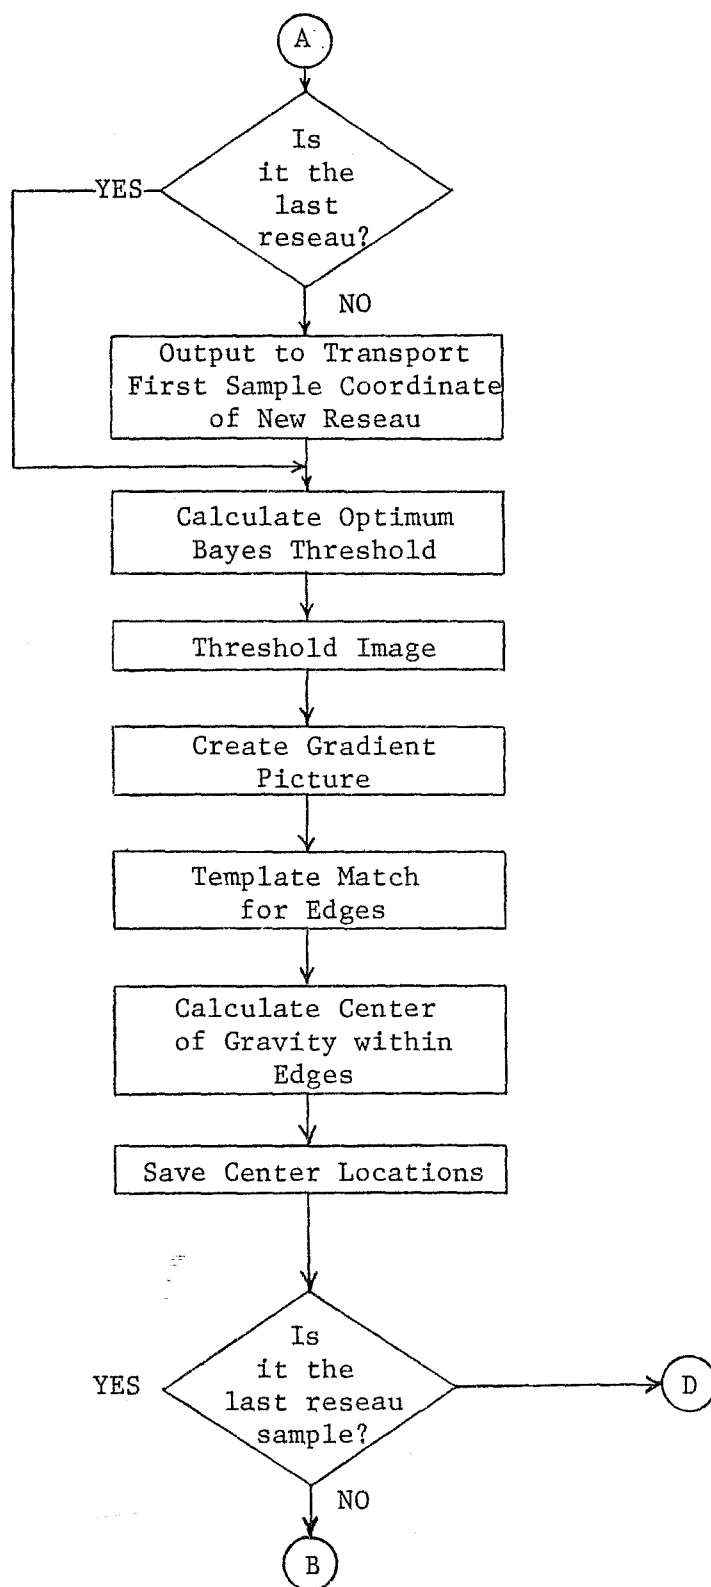 A
Is
it the
last
reseau?
YES
NO
Output to Transport
First Sample Coordinate
of New Reseau
Calculate Optimum
Bayes Threshold
Threshold Image
Create Gradient
Picture
Template Match
for Edges
Calculate Center
of Gravity within
Edges
Save Center Locations
Is
it the
last reseau
sample?
YES
D
NO
B